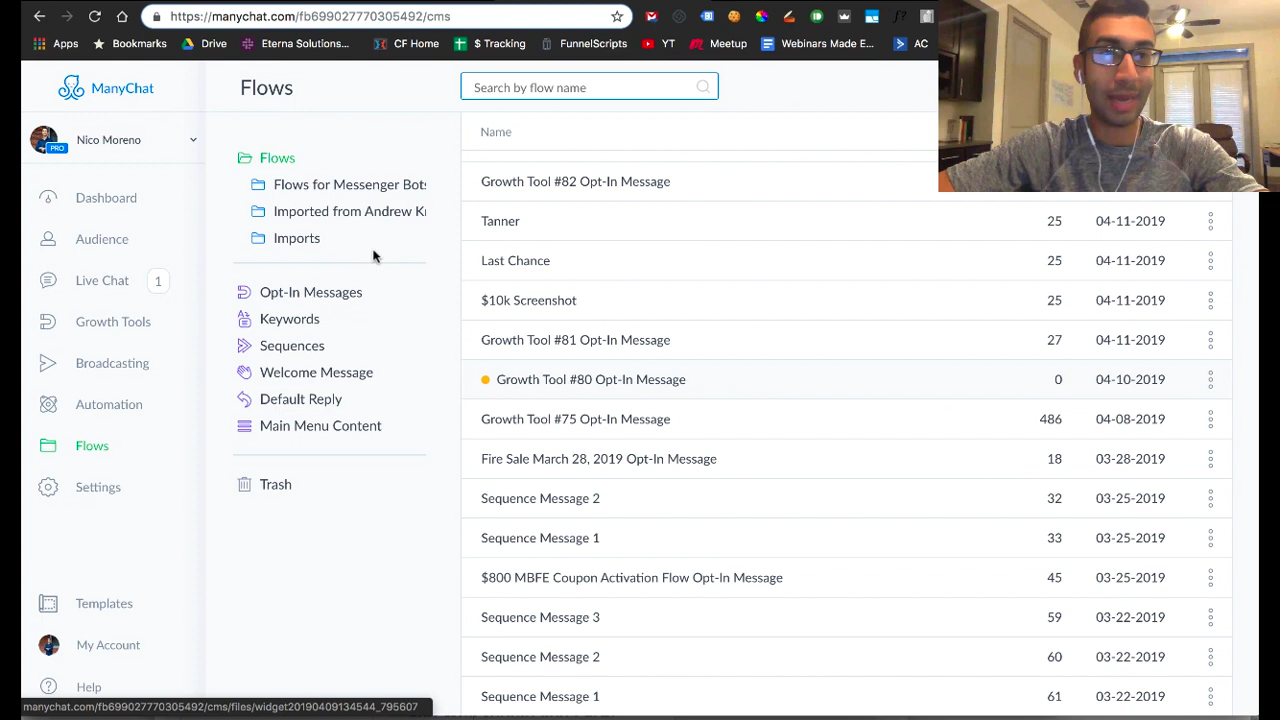 https://manychat.com/fb699027770305492/cms
Apps
Bookmarks
Drive
Eterna Solutions...
CF Home
$ Tracking
FunnelScripts
YT
Meetup
Webinars Made E...
AC
ManyChat
Flows
Search by flow name
Nico Moreno
PRO
Dashboard
Audience
Live Chat 1
Growth Tools
Broadcasting
Automation
Flows
Settings
Templates
My Account
Help
Flows
Flows for Messenger Bots
Imported from Andrew K
Imports
Opt-In Messages
Keywords
Sequences
Welcome Message
Default Reply
Main Menu Content
Trash
Name
Growth Tool #82 Opt-In Message
Tanner 25 04-11-2019
Last Chance 25 04-11-2019
$10k Screenshot 25 04-11-2019
Growth Tool #81 Opt-In Message 27 04-11-2019
Growth Tool #80 Opt-In Message 0 04-10-2019
Growth Tool #75 Opt-In Message 486 04-08-2019
Fire Sale March 28, 2019 Opt-In Message 18 03-28-2019
Sequence Message 2 32 03-25-2019
Sequence Message 1 33 03-25-2019
$800 MBFE Coupon Activation Flow Opt-In Message 45 03-25-2019
Sequence Message 3 59 03-22-2019
Sequence Message 2 60 03-22-2019
Sequence Message 1 61 03-22-2019
manychat.com/fb699027770305492/cms/files/widget20190409134544_795607